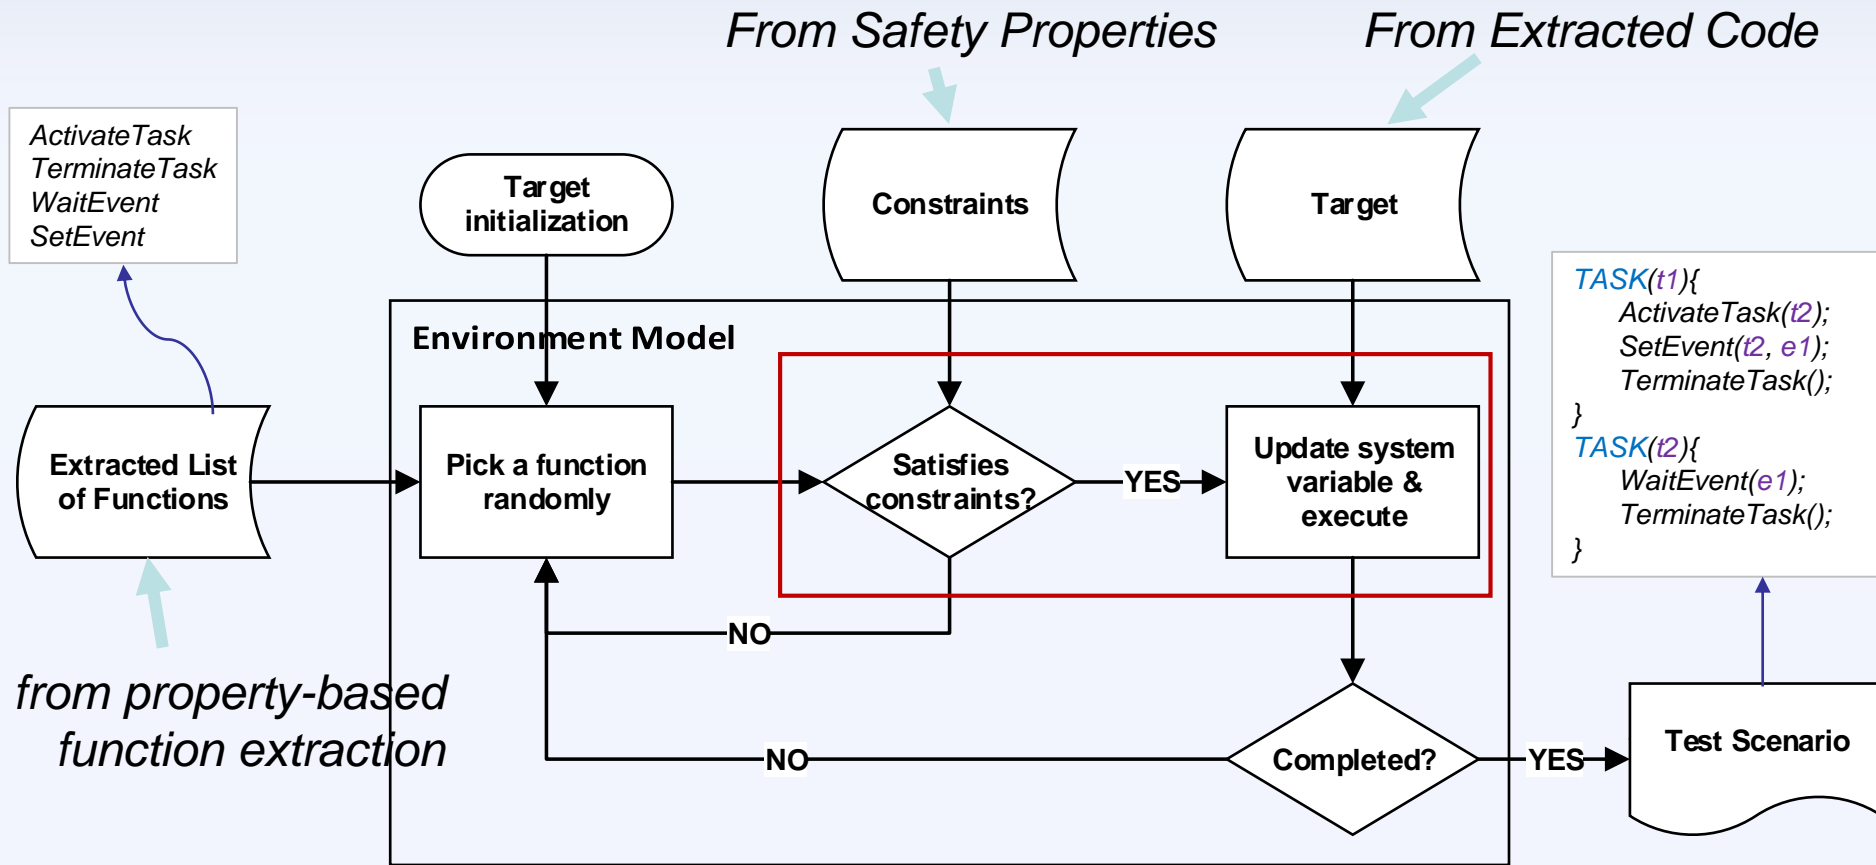 From Safety Properties
From Extracted Code
ActivateTask
TerminateTask
WaitEvent
SetEvent
Target
initialization
Constraints
Target
TASK(t1){
ActivateTask(t2);
SetEvent(t2, e1);
TerminateTask();
}
TASK(t2){
WaitEvent(e1);
TerminateTask();
}
Environment Model
Extracted List
of Functions
Pick a function
randomly
Satisfies
constraints?
YES
Update system
variable &
execute
NO
from property-based
function extraction
NO
Completed?
YES
Test Scenario